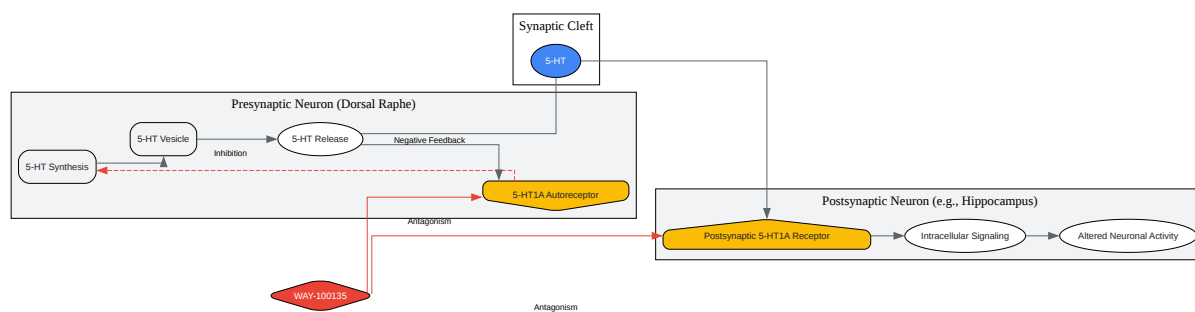 Synaptic Cleft
5-HT
Presynaptic Neuron (Dorsal Raphe)
5-HT Vesicle
5-HT Release
Negative Feedback
Inhibition
5-HT Synthesis
5-HT1A Autoreceptor
Antagonism
Postsynaptic Neuron (e.g., Hippocampus)
Postsynaptic 5-HT1A Receptor
Intracellular Signaling
Altered Neuronal Activity
WAY-100135
Antagonism